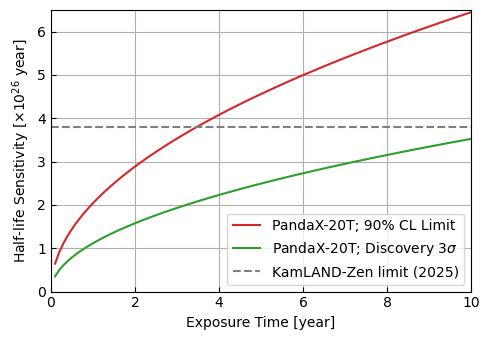 Half-life Sensitivity [×10^26 year]
6
5
4
3
2
1
0
0 2 4 6 8 10
Exposure Time [year]
PandaX-20T; 90% CL Limit
PandaX-20T; Discovery 3σ
KamLAND-Zen limit (2025)